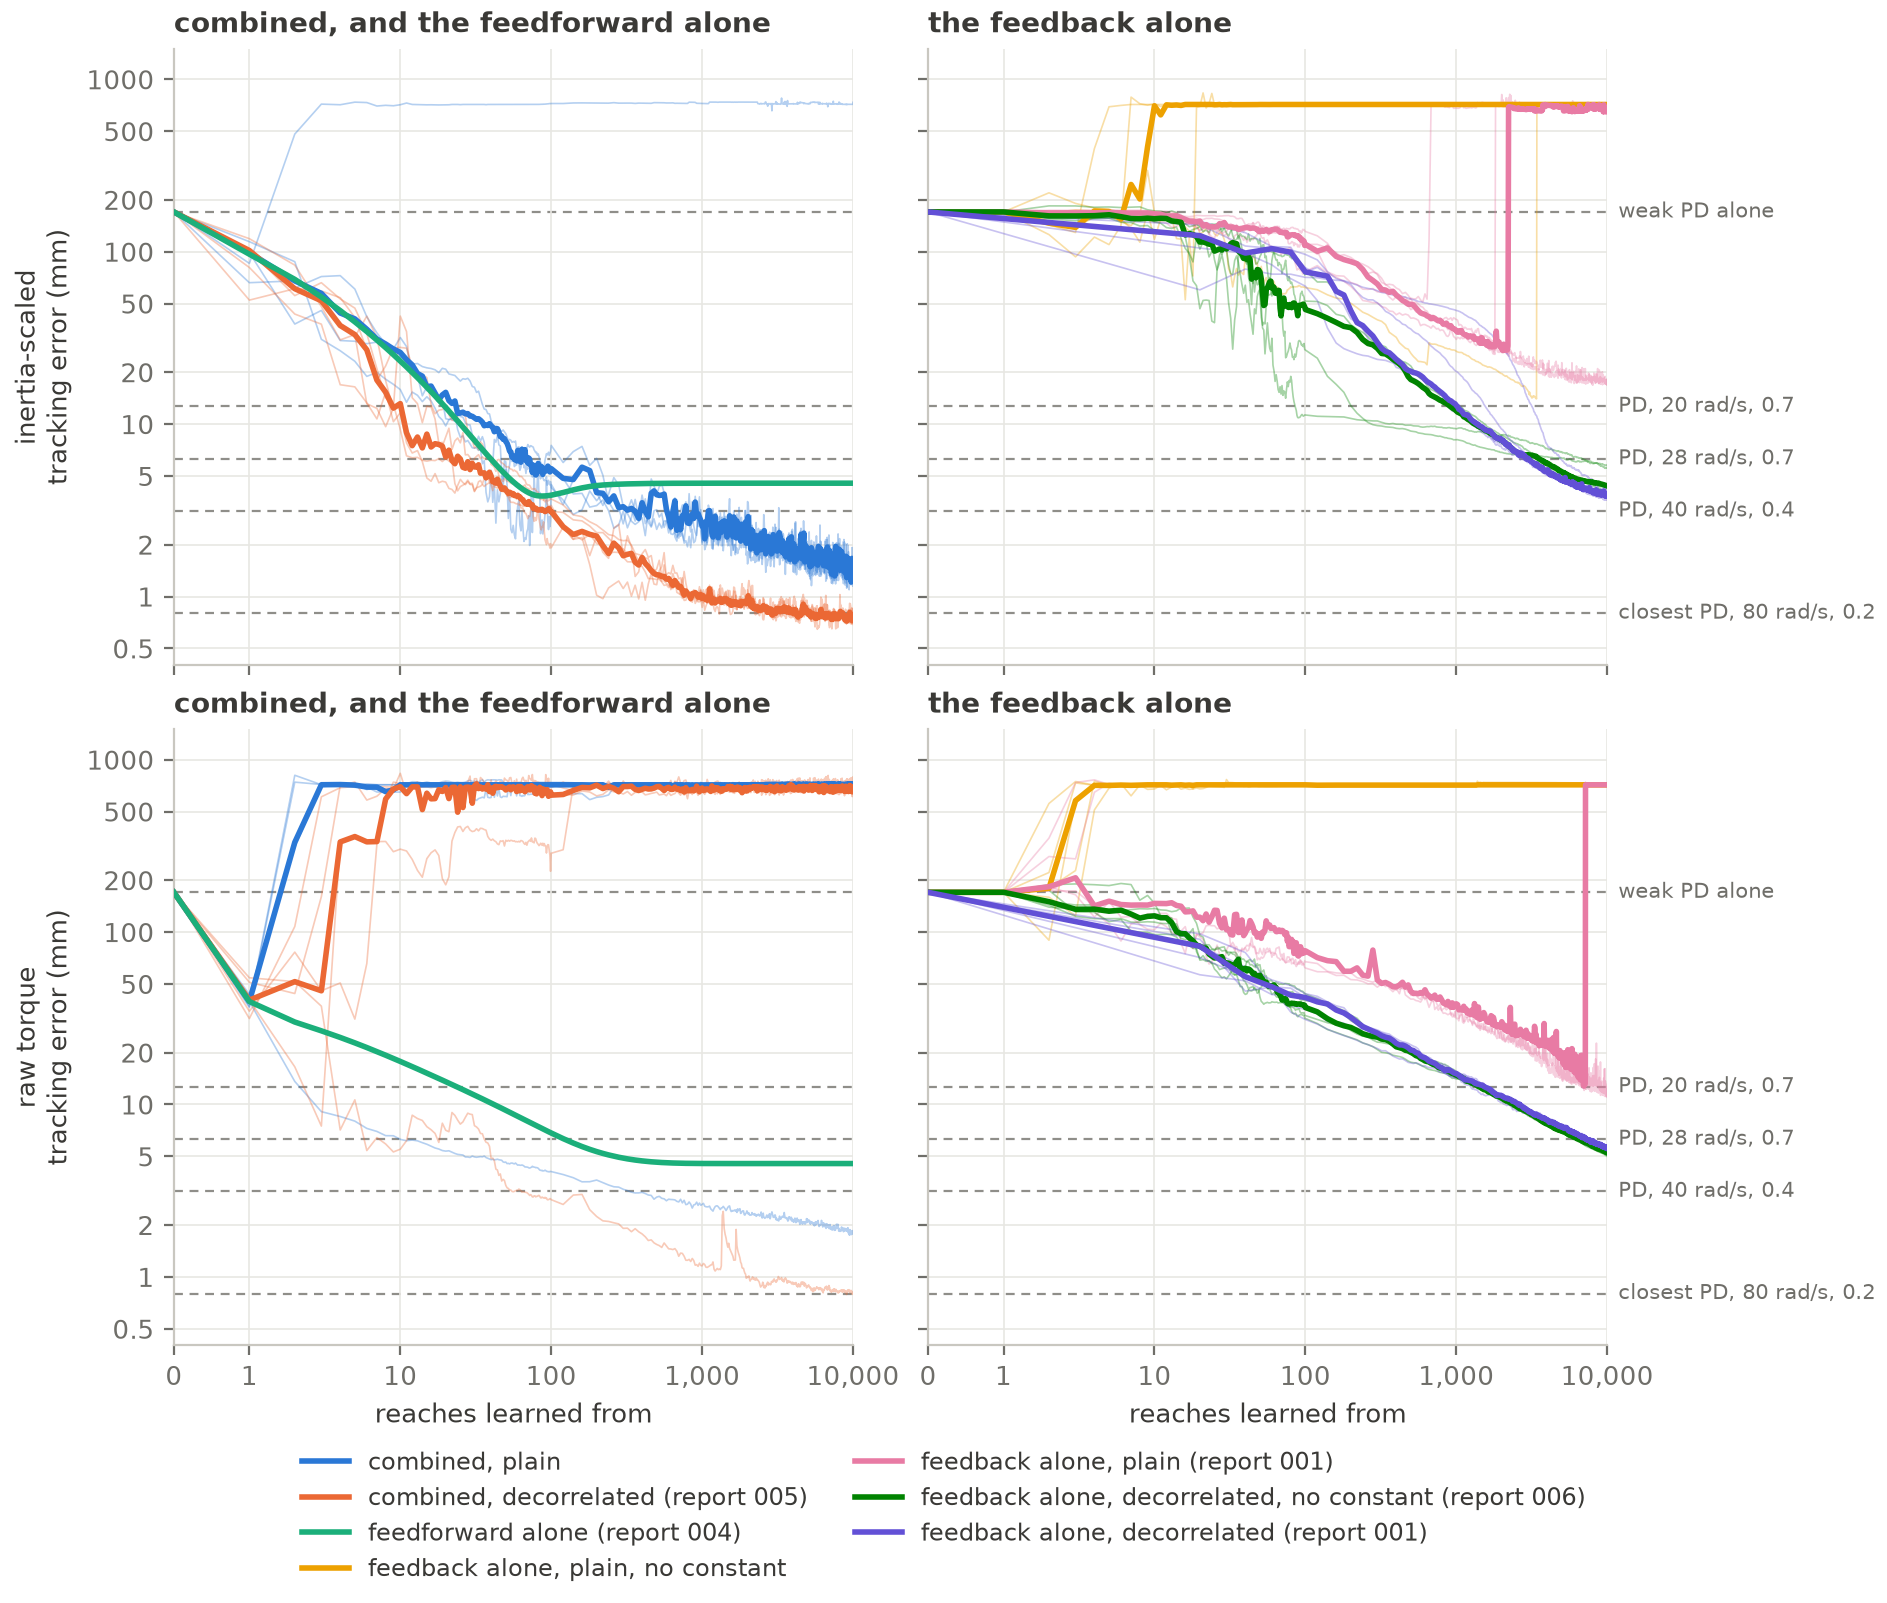 combined, and the feedforward alone
the feedback alone
inertia-scaled
tracking error (mm)
1000
500
200
100
50
20
10
5
2
1
0.5
weak PD alone
PD, 20 rad/s, 0.7
PD, 28 rad/s, 0.7
PD, 40 rad/s, 0.4
closest PD, 80 rad/s, 0.2
combined, and the feedforward alone
the feedback alone
raw torque
tracking error (mm)
1000
500
200
100
50
20
10
5
2
1
0.5
weak PD alone
PD, 20 rad/s, 0.7
PD, 28 rad/s, 0.7
PD, 40 rad/s, 0.4
closest PD, 80 rad/s, 0.2
0 1 10 100 1,000 10,000
0 1 10 100 1,000 10,000
reaches learned from
reaches learned from
combined, plain
combined, decorrelated (report 005)
feedforward alone (report 004)
feedback alone, plain, no constant
feedback alone, plain (report 001)
feedback alone, decorrelated, no constant (report 006)
feedback alone, decorrelated (report 001)